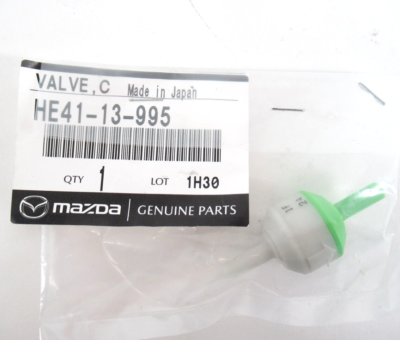 VALVE,C Made in Japan
HE41-13-995
QTY 1 LOT 1H30
mazda GENUINE PARTS